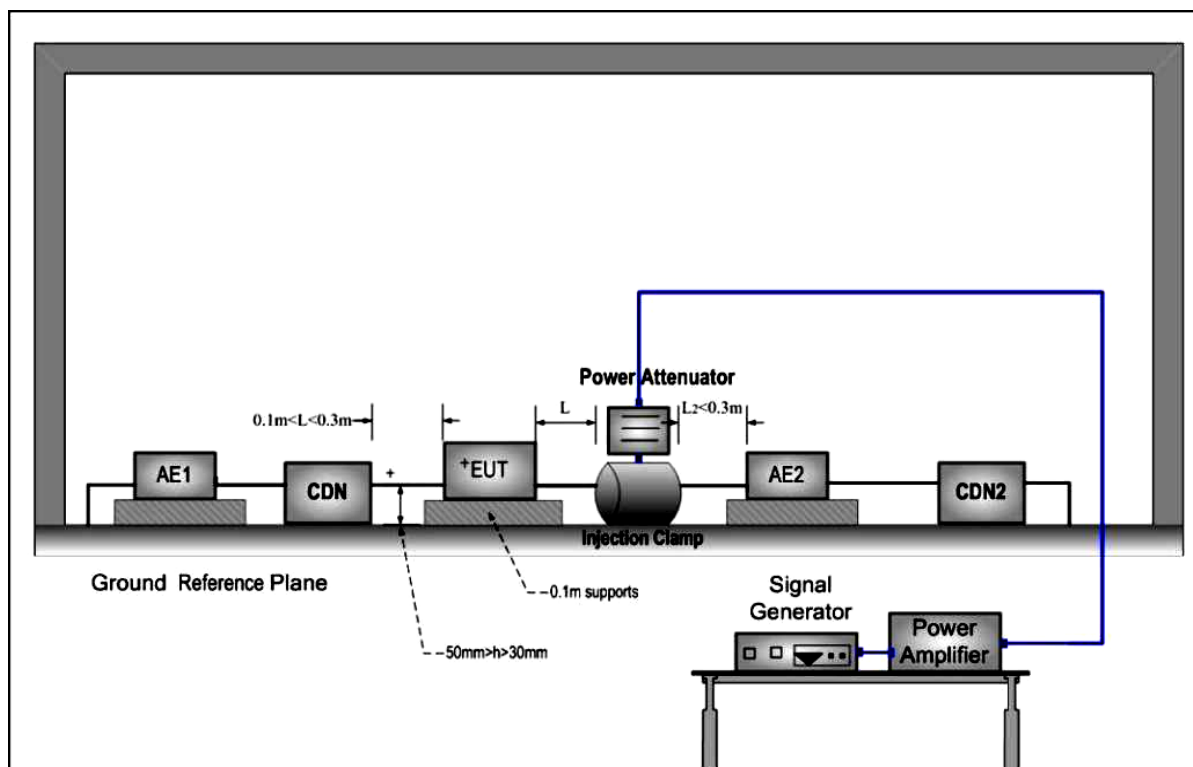 Power Attenuator
0.1m<L<0.3m
L
L2<0.3m
AE1
CDN
+
+EUT
AE2
CDN2
Injection Clamp
Ground Reference Plane
0.1m supports
50mm>h>30mm
Signal
Generator
Power
Amplifier